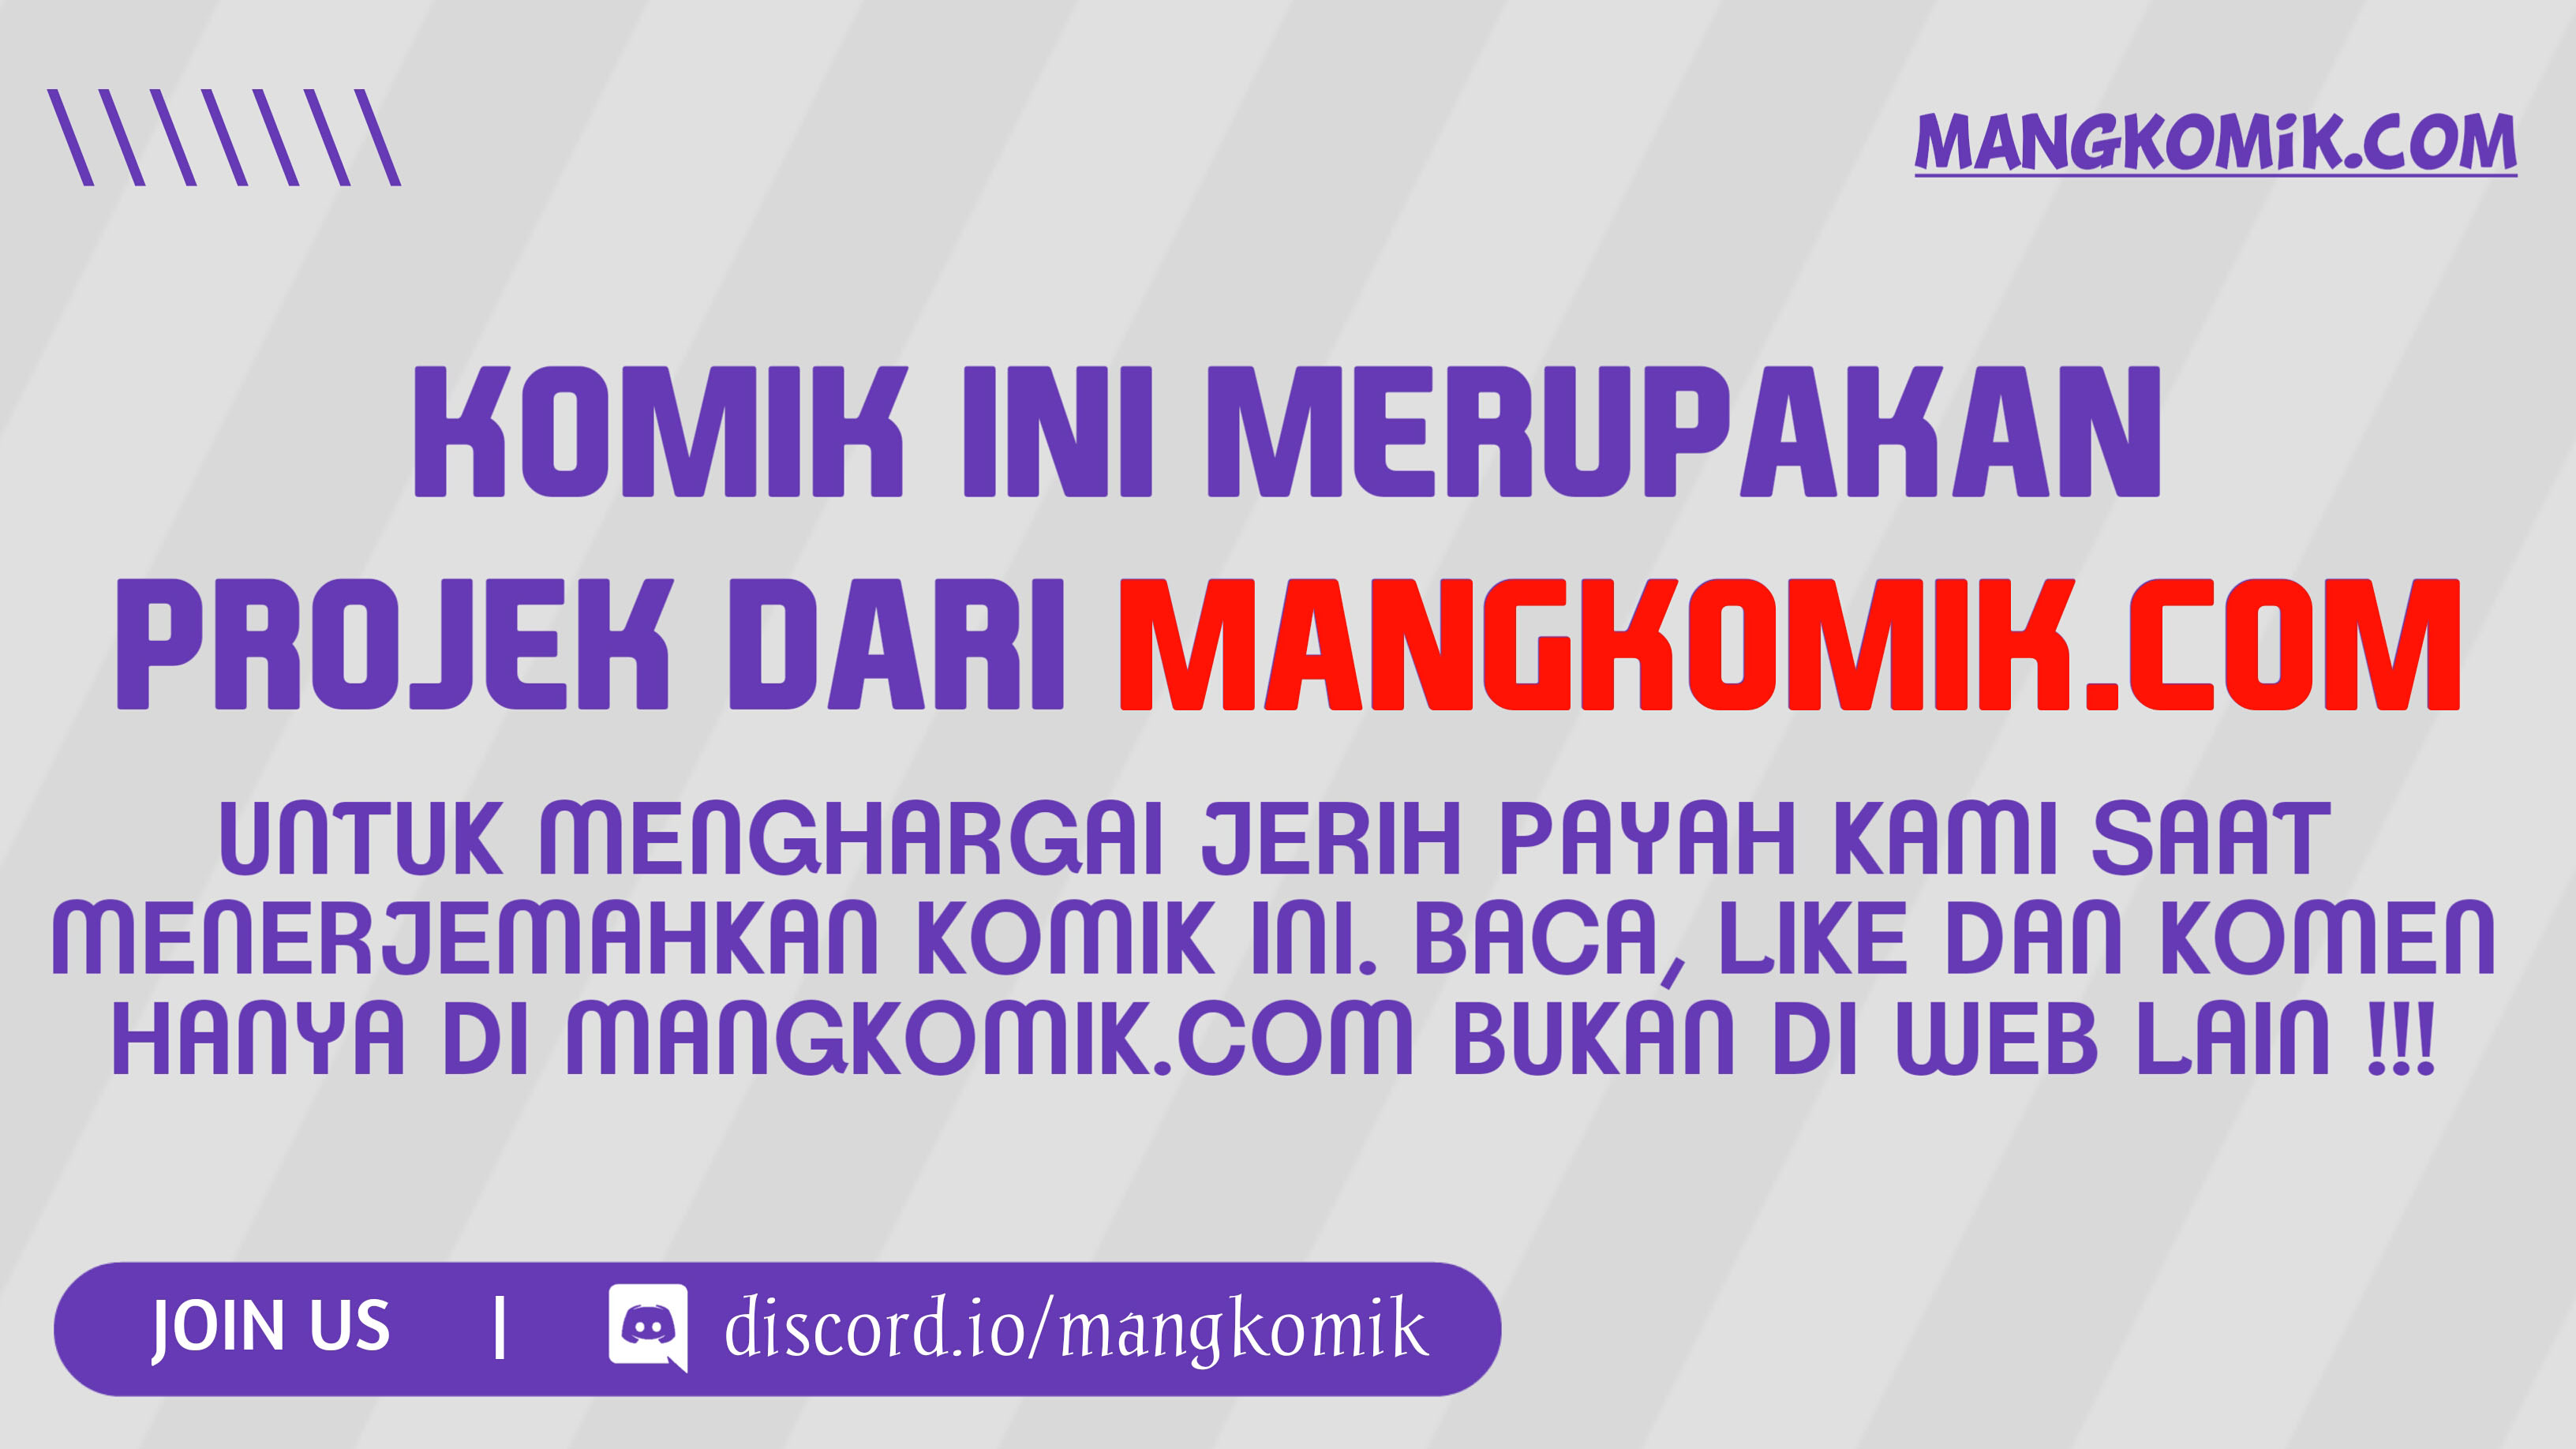 MANGKOMIK.COM
KOMIK INI MERUPAKAN
PROJEK DARI MANGKOMIK.COM
UNTUK MENGHARGAI JERIH PAYAH KAMI SAAT
MENERJEMAHKAN KOMIK INI. BACA, LIKE DAN KOMEN
HANYA DI MANGKOMIK.COM BUKAN DI WEB LAIN !!!
JOIN US | discord.io/mangkomik